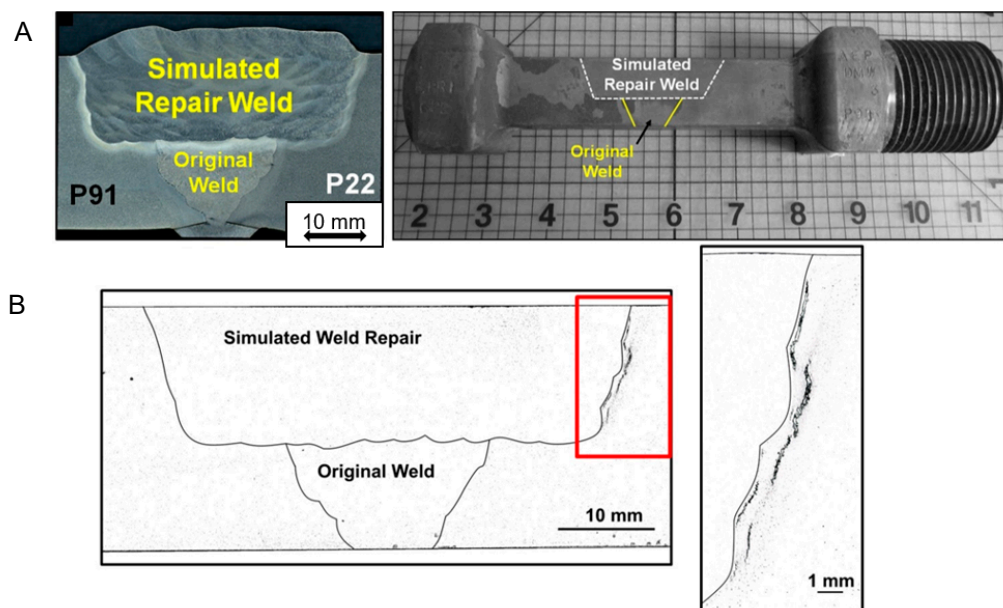 A
Simulated
Repair Weld
Original
Weld
P91
P22
10 mm
Simulated
Repair Weld
Original
Weld
2 3 4 5 6 7 8 9 10 11
B
Simulated Weld Repair
Original Weld
10 mm
1 mm